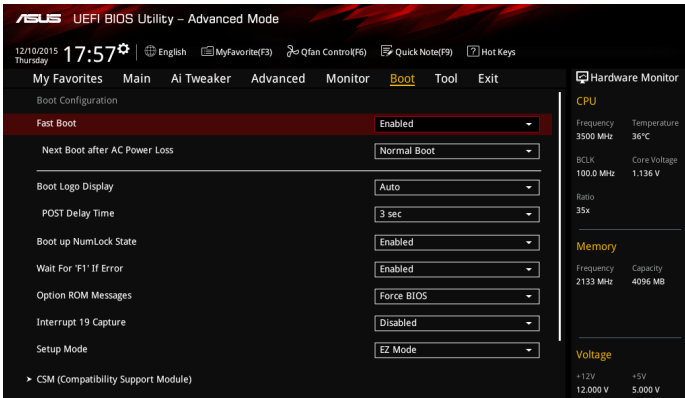 ASUS UEFI BIOS Utility – Advanced Mode
12/10/2015 Thursday 17:57 English MyFavorite(F3) Qfan Control(F6) Quick Note(F9) ? Hot Keys
My Favorites Main Ai Tweaker Advanced Monitor Boot Tool Exit
Boot Configuration
Fast Boot Enabled
Next Boot after AC Power Loss Normal Boot
Boot Logo Display Auto
POST Delay Time 3 sec
Boot up NumLock State Enabled
Wait For 'F1' If Error Enabled
Option ROM Messages Force BIOS
Interrupt 19 Capture Disabled
Setup Mode EZ Mode
> CSM (Compatibility Support Module)
Hardware Monitor
CPU
Frequency Temperature
3500 MHz 36°C
BCLK Core Voltage
100.0 MHz 1.136 V
Ratio
35x
Memory
Frequency Capacity
2133 MHz 4096 MB
Voltage
+12V +5V
12.000 V 5.000 V